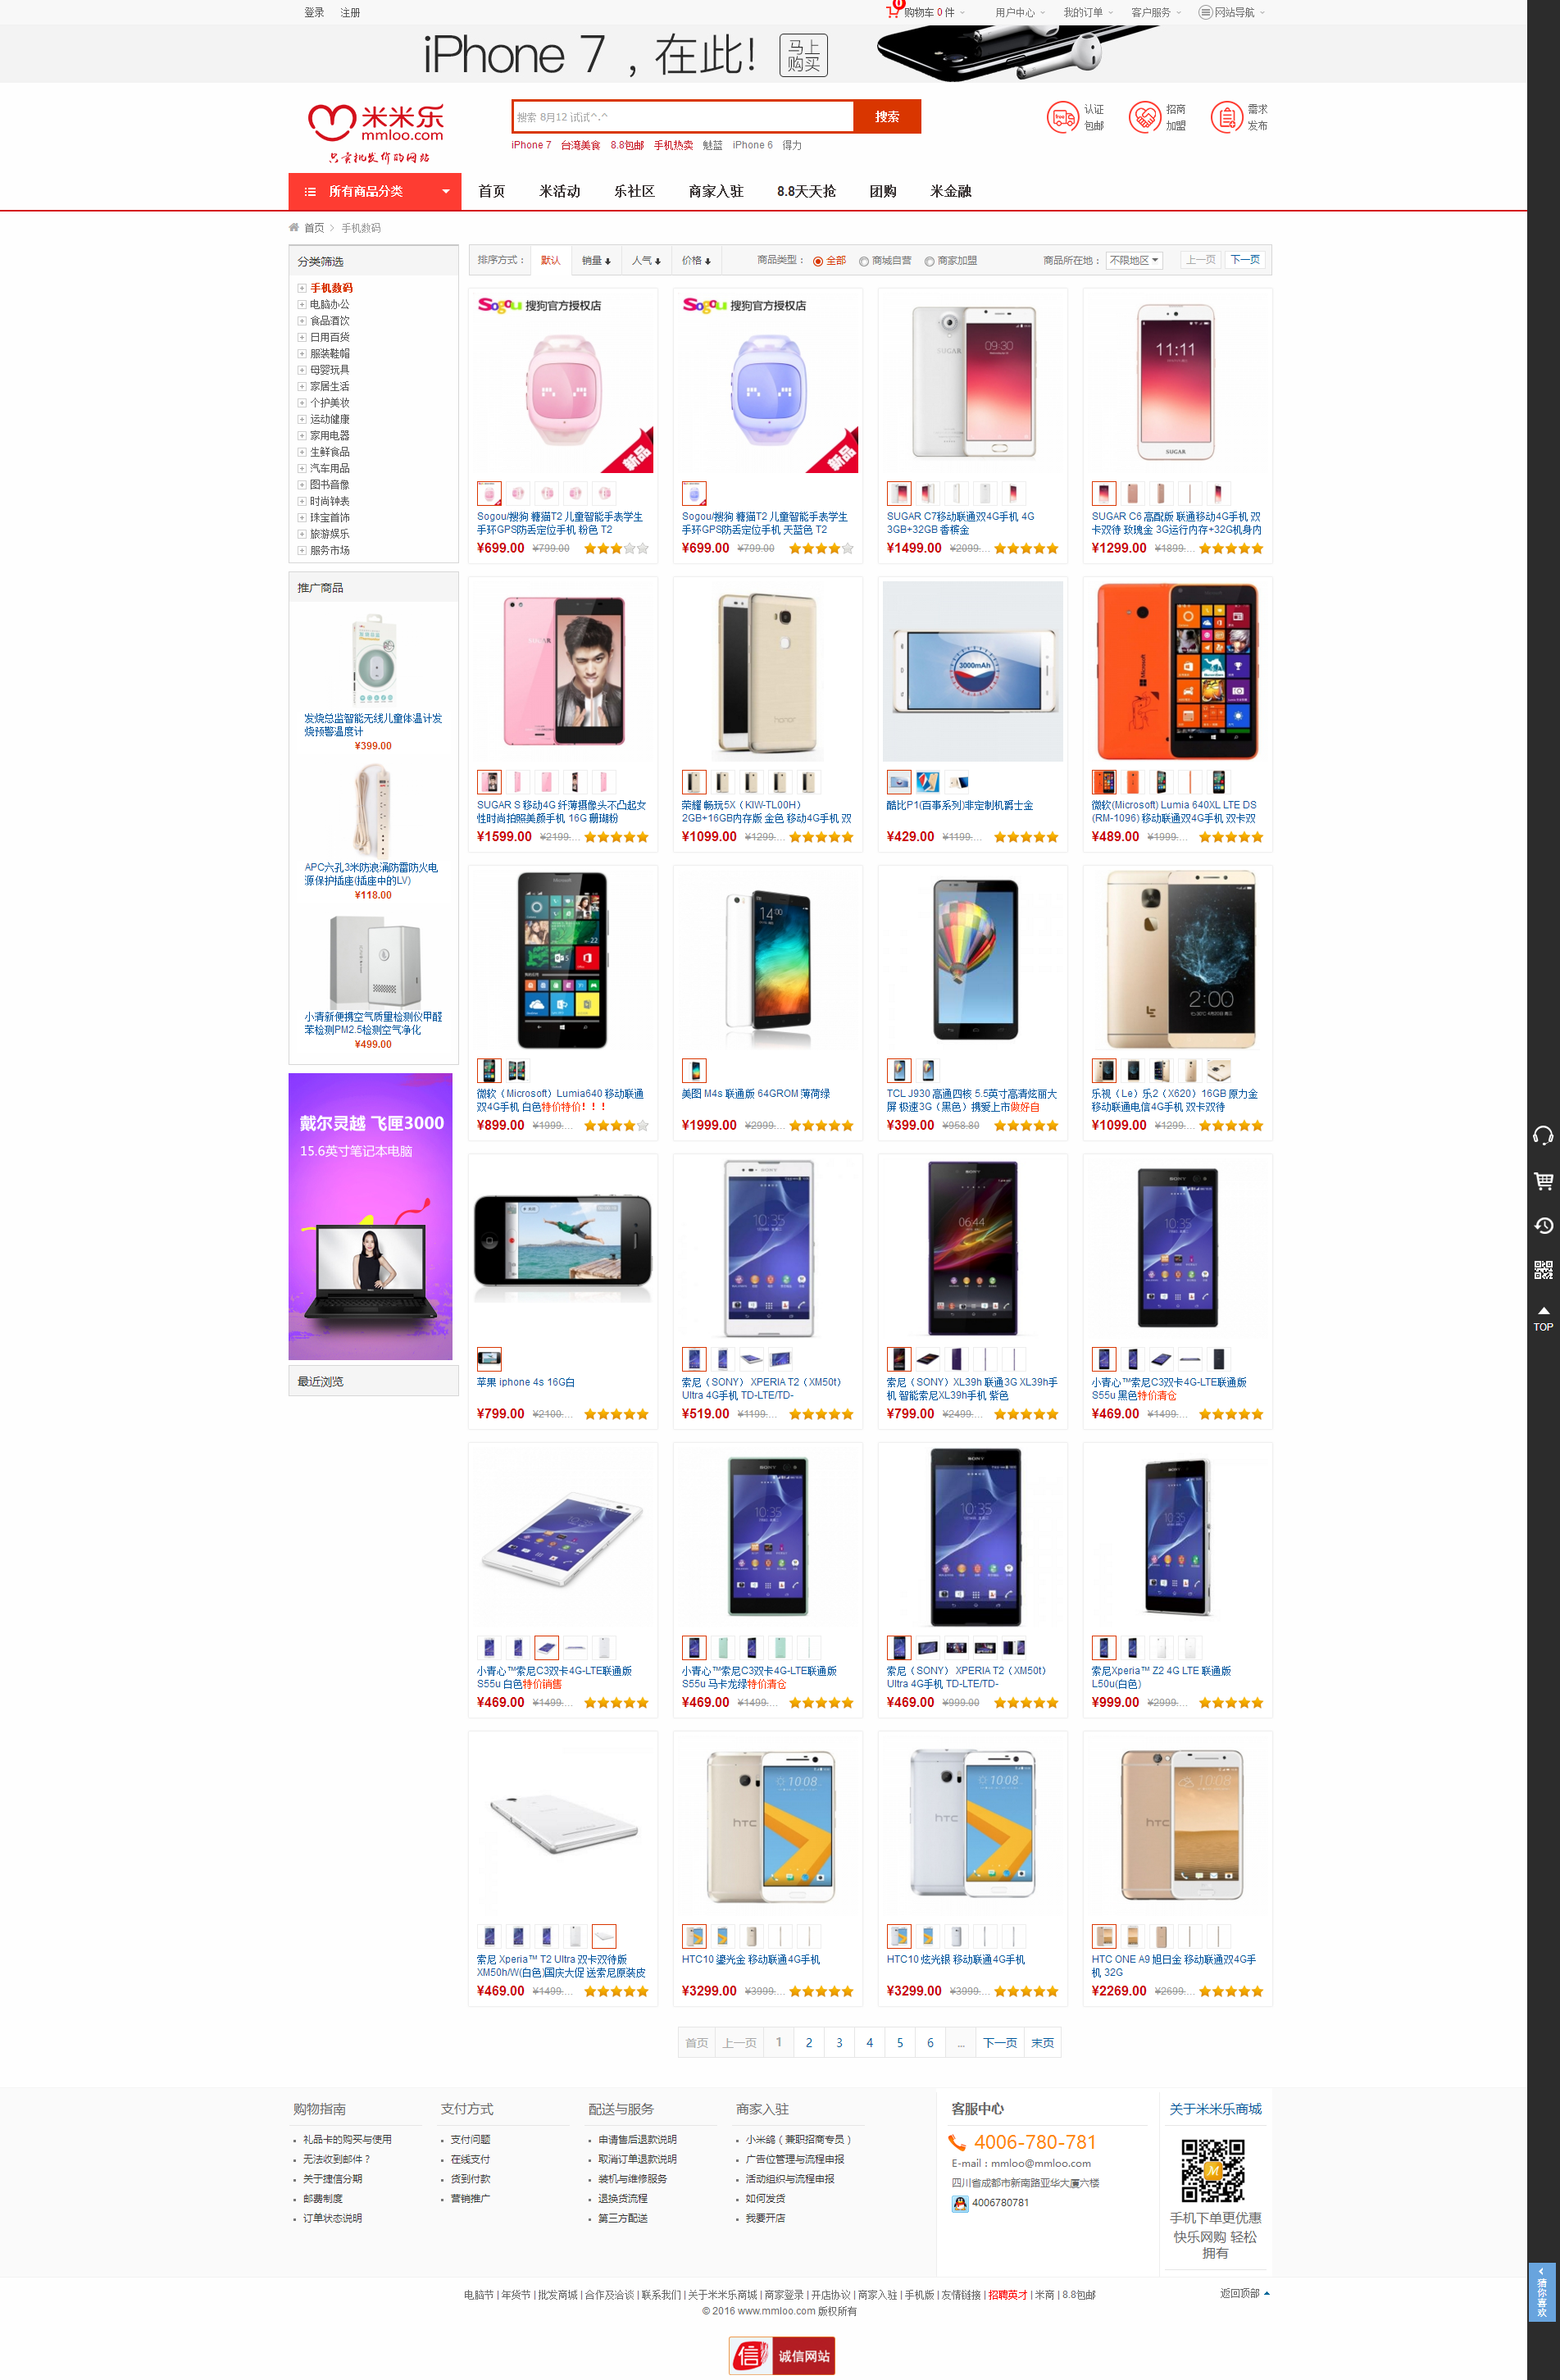 登录 注册
购物车 0 件 用户中心 我的订单 客户服务 网站导航
iPhone 7，在此! 马上购买
米米乐
mmloo.com
只卖批发价的网站
搜索 8月12 试试^.^ 搜索
iPhone 7 台湾美食 8.8包邮 手机热卖 魅蓝 iPhone 6 得力
认证包邮 招商加盟 需求发布
所有商品分类 首页 米活动 乐社区 商家入驻 8.8天天抢 团购 米金融
首页 > 手机数码
分类筛选
手机数码
电脑办公
食品酒饮
日用百货
服装鞋帽
母婴玩具
家居生活
个护美妆
运动健康
家用电器
生鲜食品
汽车用品
图书音像
时尚钟表
珠宝首饰
旅游娱乐
服务市场
推广商品
发烧总监智能无线儿童体温计发
烧预警温度计
¥399.00
APC六孔3米防浪涌防雷防火电
源保护插座(插座中的LV)
¥118.00
小清新便携空气质量检测仪甲醛
苯检测PM2.5检测空气净化
¥499.00
戴尔灵越 飞匣3000
15.6英寸笔记本电脑
最近浏览
排序方式： 默认 销量 人气 价格 商品类型： 全部 商城自营 商家加盟 商品所在地： 不限地区 上一页 下一页
Sogou 搜狗官方授权店
新品
Sogou/搜狗 糖猫T2 儿童智能手表学生
手环GPS防丢定位手机 粉色 T2
¥699.00 ¥799.00
Sogou 搜狗官方授权店
新品
Sogou/搜狗 糖猫T2 儿童智能手表学生
手环GPS防丢定位手机 天蓝色 T2
¥699.00 ¥799.00
SUGAR C7移动联通双4G手机 4G
3GB+32GB 香槟金
¥1499.00 ¥2099....
SUGAR C6 高配版 联通移动4G手机 双
卡双待 玫瑰金 3G运行内存+32G机身内
¥1299.00 ¥1899....
SUGAR S 移动4G 纤薄摄像头不凸起女
性时尚拍照美颜手机 16G 珊瑚粉
¥1599.00 ¥2199....
荣耀 畅玩5X（KIW-TL00H）
2GB+16GB内存版 金色 移动4G手机 双
¥1099.00 ¥1299....
3000mAh
酷比P1(百事系列)非定制机爵士金
¥429.00 ¥1199....
微软(Microsoft) Lumia 640XL LTE DS
(RM-1096) 移动联通双4G手机 双卡双
¥489.00 ¥1999....
微软（Microsoft）Lumia640 移动联通
双4G手机 白色特价特价！！！
¥899.00 ¥1999....
美图 M4s 联通版 64GROM 薄荷绿
¥1999.00 ¥2999....
TCL J930 高通四核 5.5英寸高清炫丽大
屏 极速3G（黑色）携爱上市做好自
¥399.00 ¥958.80
乐视（Le）乐2（X620）16GB 原力金
移动联通电信4G手机 双卡双待
¥1099.00 ¥1299....
苹果 iphone 4s 16G白
¥799.00 ¥2100....
索尼（SONY） XPERIA T2（XM50t）
Ultra 4G手机 TD-LTE/TD-
¥519.00 ¥1199....
索尼（SONY）XL39h 联通3G XL39h手
机 智能索尼XL39h手机 紫色
¥799.00 ¥2499....
小青心™索尼C3双卡4G-LTE联通版
S55u 黑色特价清仓
¥469.00 ¥1499....
小青心™索尼C3双卡4G-LTE联通版
S55u 白色特价销售
¥469.00 ¥1499....
小青心™索尼C3双卡4G-LTE联通版
S55u 马卡龙绿特价清仓
¥469.00 ¥1499....
索尼（SONY） XPERIA T2（XM50t）
Ultra 4G手机 TD-LTE/TD-
¥469.00 ¥999.00
索尼Xperia™ Z2 4G LTE 联通版
L50u(白色)
¥999.00 ¥2999....
索尼 Xperia™ T2 Ultra 双卡双待版
XM50h/W(白色)国庆大促 送索尼原装皮
¥469.00 ¥1499....
HTC10 鎏光金 移动联通4G手机
¥3299.00 ¥3999....
HTC10 炫光银 移动联通4G手机
¥3299.00 ¥3999....
HTC ONE A9 旭日金 移动联通双4G手
机 32G
¥2269.00 ¥2699....
首页 上一页 1 2 3 4 5 6 ... 下一页 末页
购物指南
礼品卡的购买与使用
无法收到邮件？
关于捷信分期
邮费制度
订单状态说明
支付方式
支付问题
在线支付
货到付款
营销推广
配送与服务
申请售后退款说明
取消订单退款说明
装机与维修服务
退换货流程
第三方配送
商家入驻
小米鸽（兼职招商专员）
广告位管理与流程申报
活动组织与流程申报
如何发货
我要开店
客服中心
4006-780-781
E-mail：mmloo@mmloo.com
四川省成都市新南路亚华大厦六楼
4006780781
关于米米乐商城
手机下单更优惠
快乐网购 轻松
拥有
电脑节 | 年货节 | 批发商城 | 合作及洽谈 | 联系我们 | 关于米米乐商城 | 商家登录 | 开店协议 | 商家入驻 | 手机版 | 友情链接 | 招聘英才 | 米商 | 8.8包邮
返回顶部
© 2016 www.mmloo.com 版权所有
信 诚信网站
TOP
猜你喜欢